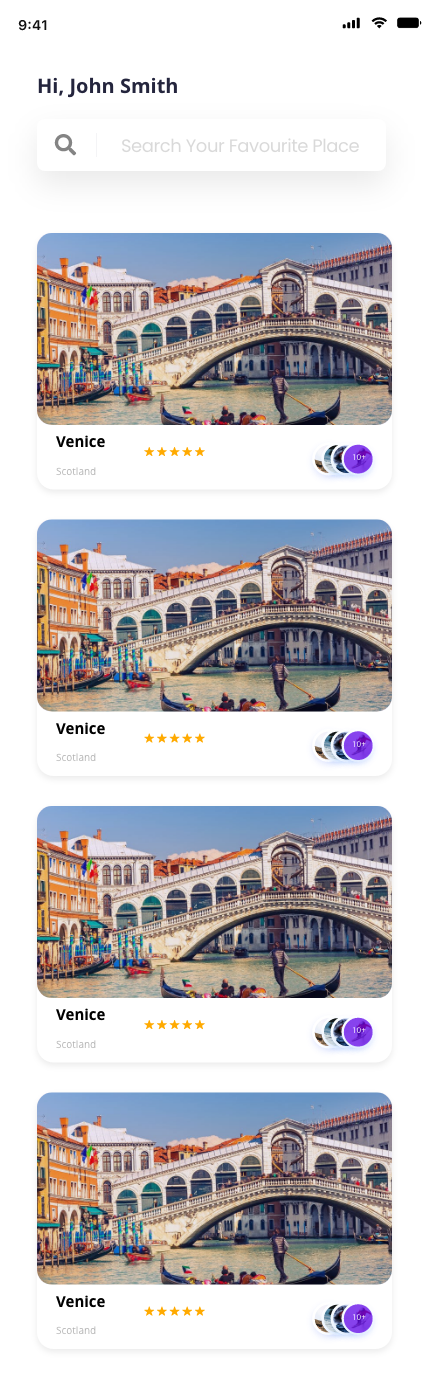 9:41
Hi, John Smith
Search Your Favourite Place
Venice
Scotland
10+
Venice
Scotland
10+
Venice
Scotland
10+
Venice
Scotland
10+